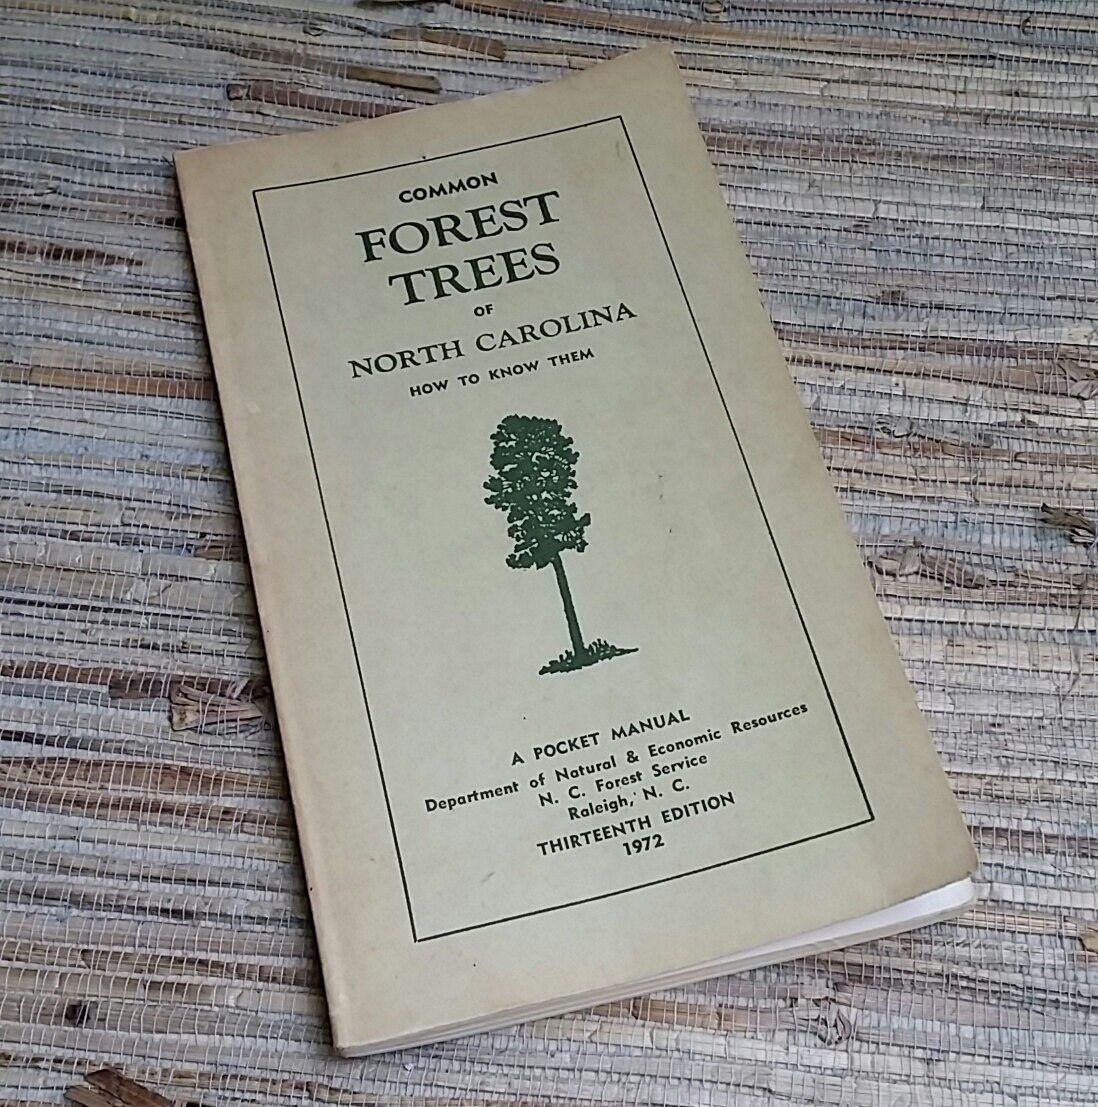 COMMON
FOREST
TREES
OF
NORTH CAROLINA
HOW TO KNOW THEM
A POCKET MANUAL
Department of Natural & Economic Resources
N. C. Forest Service
Raleigh, N. C.
THIRTEENTH EDITION
1972